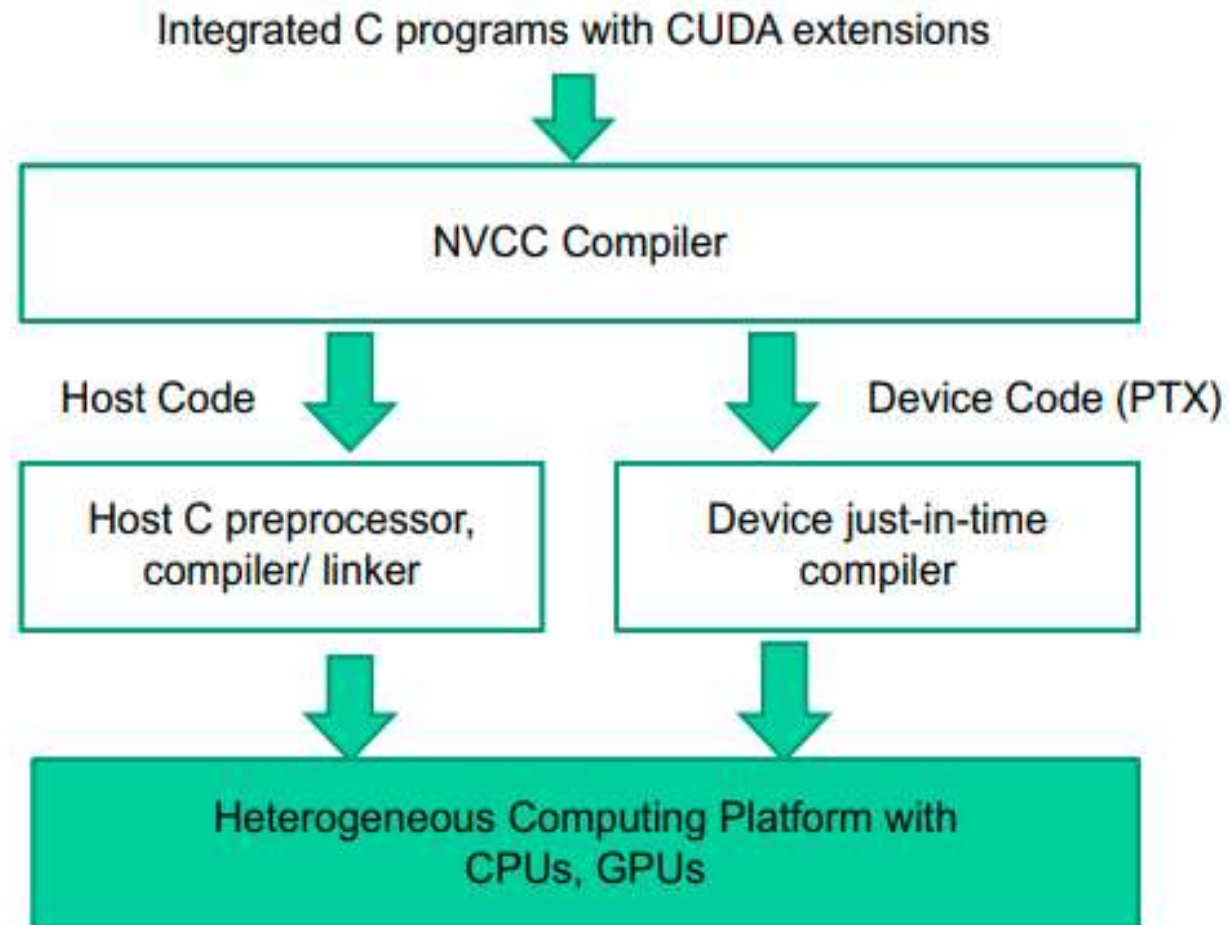 Integrated C programs with CUDA extensions
NVCC Compiler
Host Code
Device Code (PTX)
Host C preprocessor,
compiler/ linker
Device just-in-time
compiler
Heterogeneous Computing Platform with
CPUs, GPUs